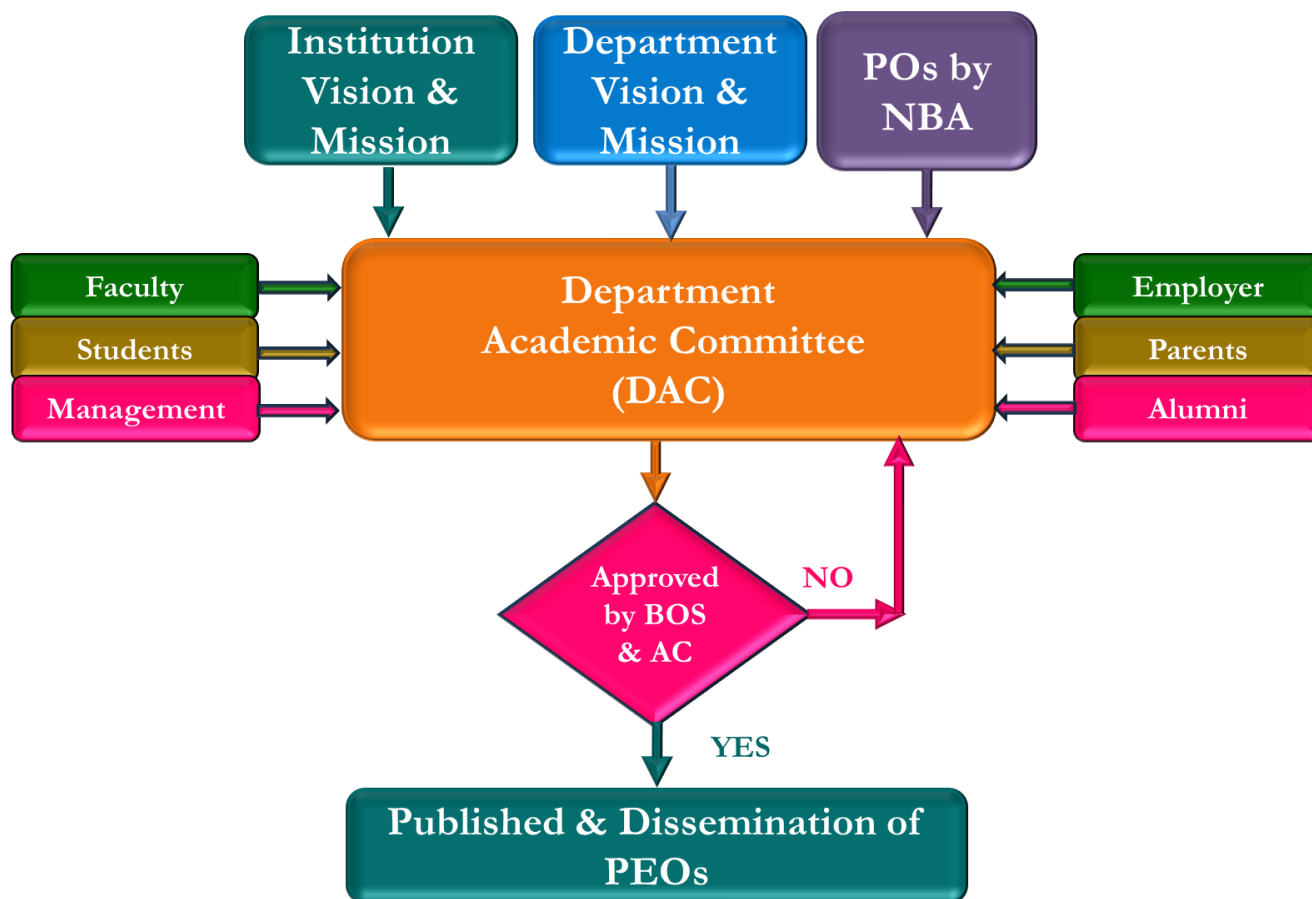 Institution
Vision &
Mission
Department
Vision &
Mission
POs by
NBA
Faculty
Students
Management
Department
Academic Committee
(DAC)
Employer
Parents
Alumni
Approved
by BOS
& AC
NO
YES
Published & Dissemination of
PEOs